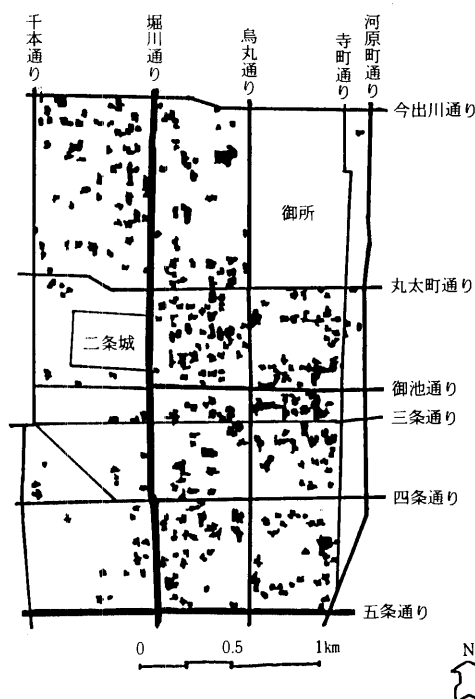 千本通り
堀川通り
烏丸通り
寺町通り
河原町通り
今出川通り
御所
丸太町通り
二条城
御池通り
三条通り
四条通り
五条通り
0 0.5 1km
N